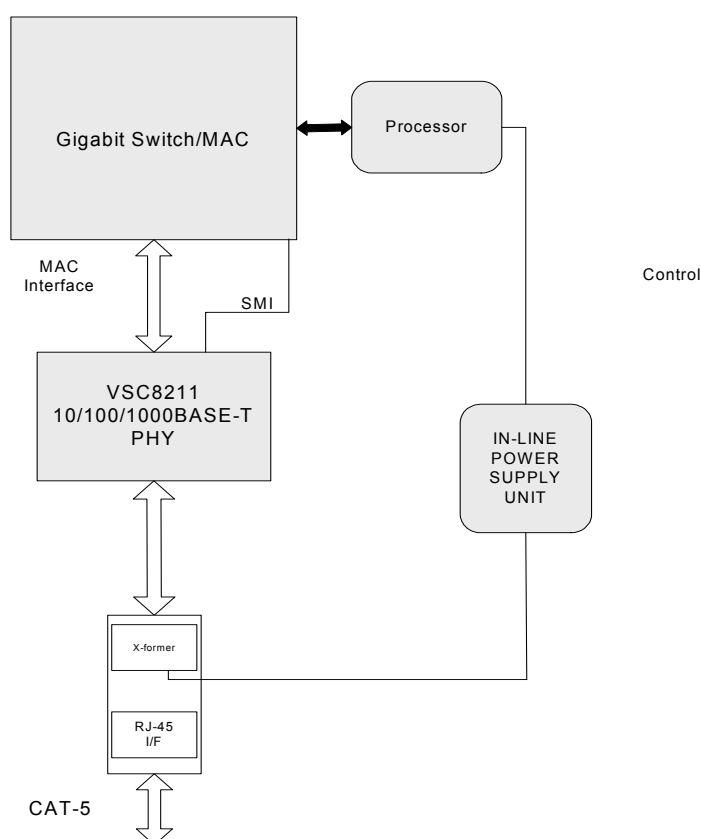 Gigabit Switch/MAC
Processor
MAC
Interface
SMI
Control
VSC8211
10/100/1000BASE-T
PHY
IN-LINE
POWER
SUPPLY
UNIT
X-former
RJ-45
I/F
CAT-5